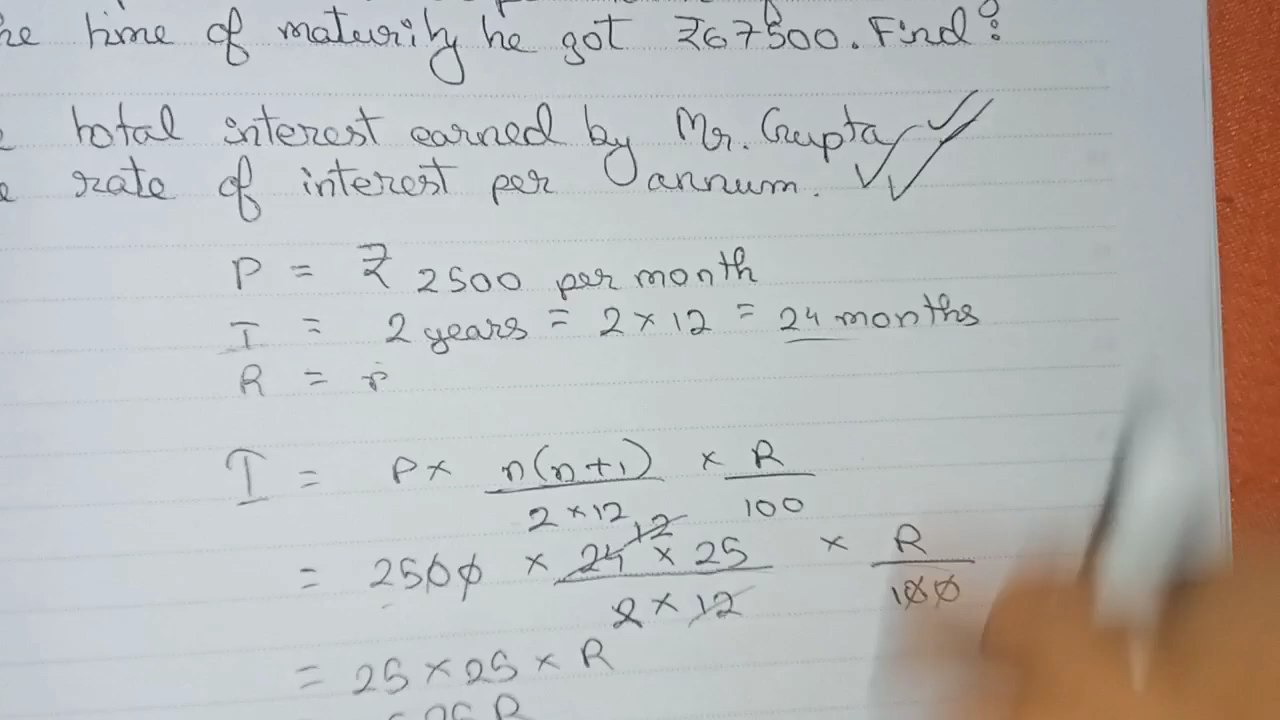 he time of maturity he got ₹67500. Find:
total interest earned by Mr. Gupta
rate of interest per annum.
P = ₹ 2500 per month
I = 2 years = 2 × 12 = 24 months
R = ?
I = P × n(n+1) / 2 × 12 × R / 100
= 2500 × 24 12 × 25 / 2 × 12 × R / 100
= 25 × 25 × R